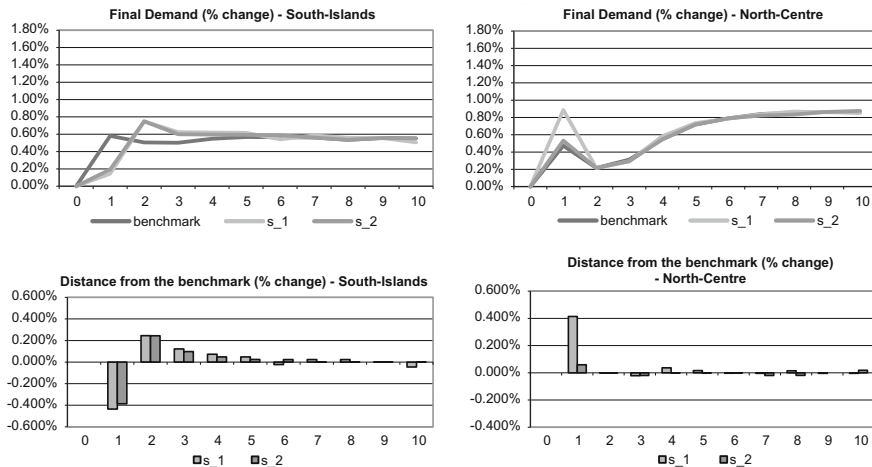 Final Demand (% change) - South-Islands
1.80%
1.60%
1.40%
1.20%
1.00%
0.80%
0.60%
0.40%
0.20%
0.00%
0 1 2 3 4 5 6 7 8 9 10
benchmark s_1 s_2
Final Demand (% change) - North-Centre
1.80%
1.60%
1.40%
1.20%
1.00%
0.80%
0.60%
0.40%
0.20%
0.00%
0 1 2 3 4 5 6 7 8 9 10
benchmark s_1 s_2
Distance from the benchmark (% change) - South-Islands
0.600%
0.400%
0.200%
0.000%
-0.200%
-0.400%
-0.600%
0 1 2 3 4 5 6 7 8 9 10
s_1 s_2
Distance from the benchmark (% change)
- North-Centre
0.600%
0.400%
0.200%
0.000%
-0.200%
-0.400%
0 1 2 3 4 5 6 7 8 9 10
s_1 s_2